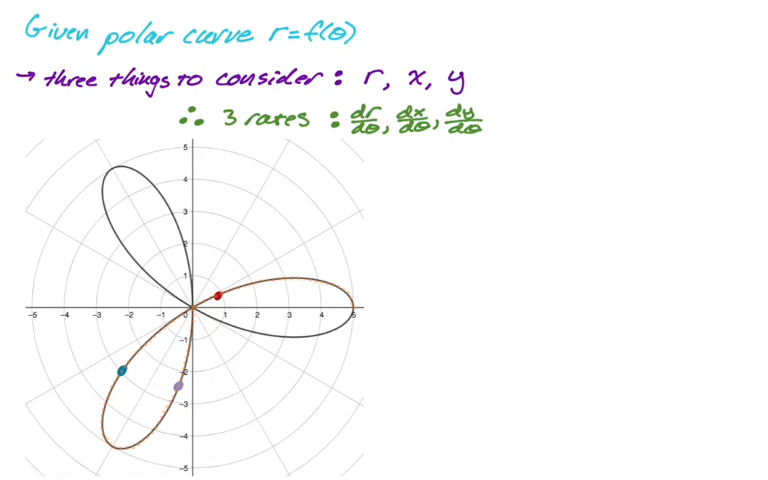 Given polar curve r=f(θ)
→ three things to consider: r, x, y
∴ 3 rates: dr/dθ, dx/dθ, dy/dθ
5
4
3
2
1
-5 -4 -3 -2 -1 0 1 2 3 4 5
-1
-2
-3
-4
-5